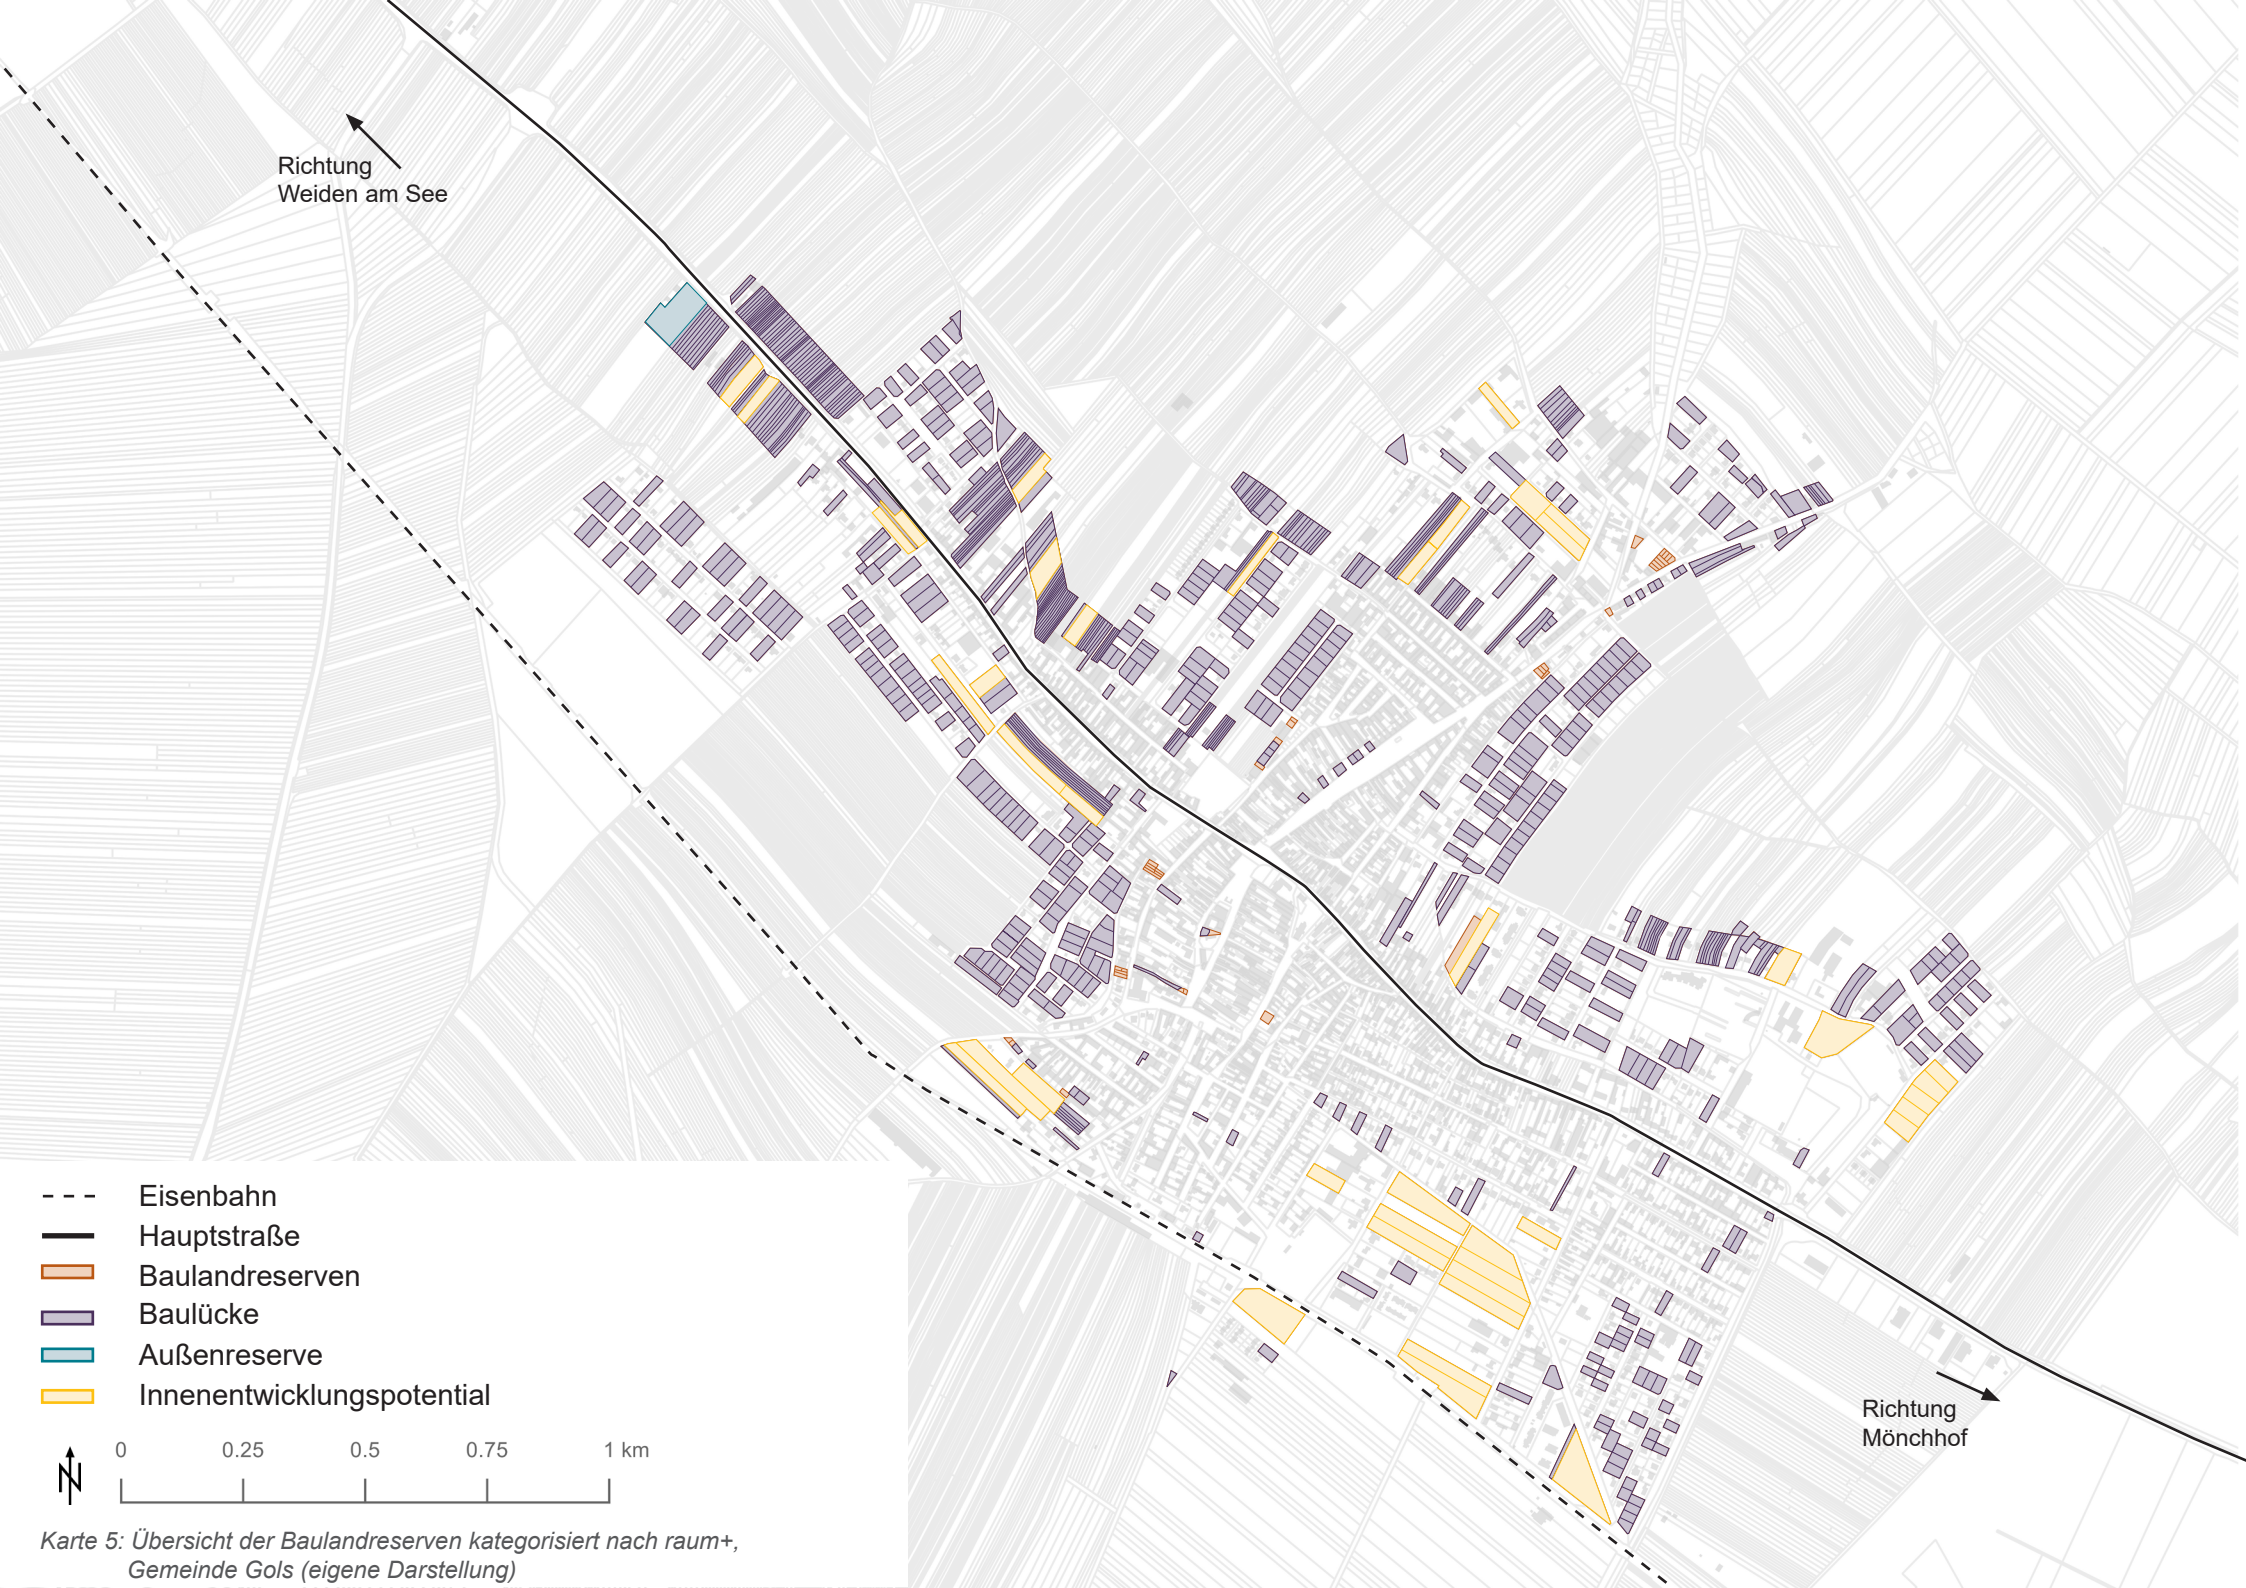 Richtung
Weiden am See
Eisenbahn
Hauptstraße
Baulandreserven
Baulücke
Außenreserve
Innenentwicklungspotential
0 0.25 0.5 0.75 1 km
N
Karte 5: Übersicht der Baulandreserven kategorisiert nach raum+,
Gemeinde Gols (eigene Darstellung)
Richtung
Mönchhof